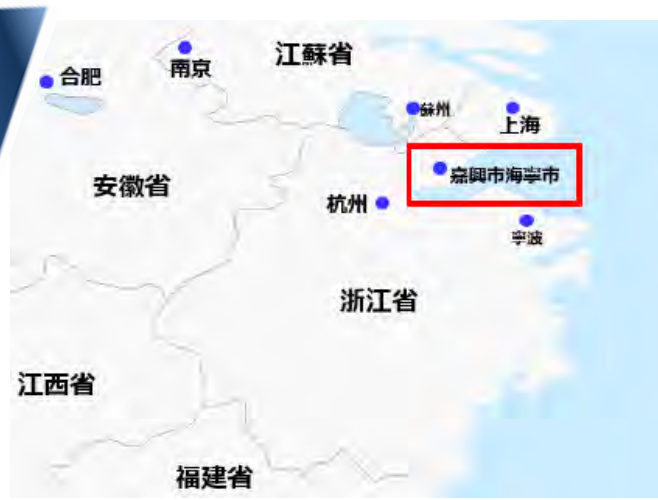 江蘇省
合肥
南京
蘇州
上海
嘉興市海寧市
安徽省
杭州
寧波
浙江省
江西省
福建省